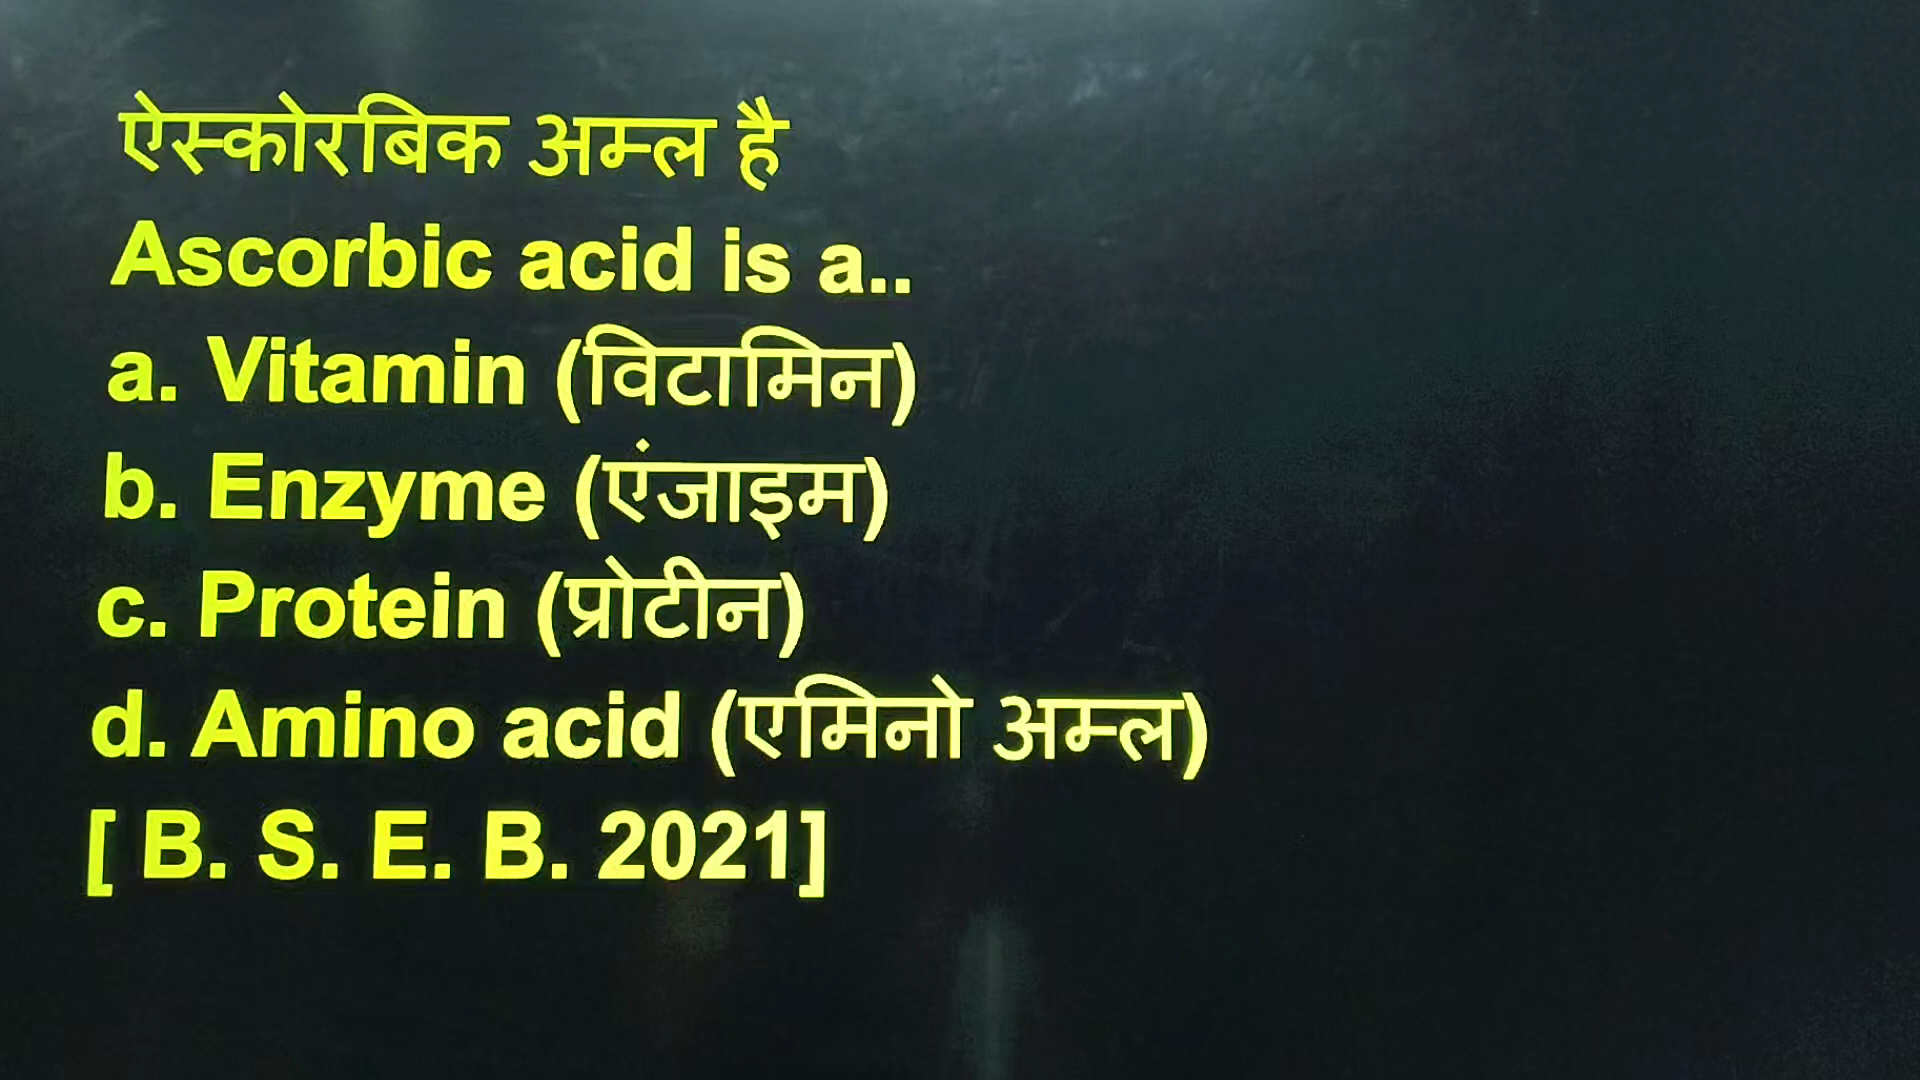 ऐस्कोरबिक अम्ल है
Ascorbic acid is a..
a. Vitamin (विटामिन)
b. Enzyme (एंजाइम)
c. Protein (प्रोटीन)
d. Amino acid (एमिनो अम्ल)
[ B. S. E. B. 2021]